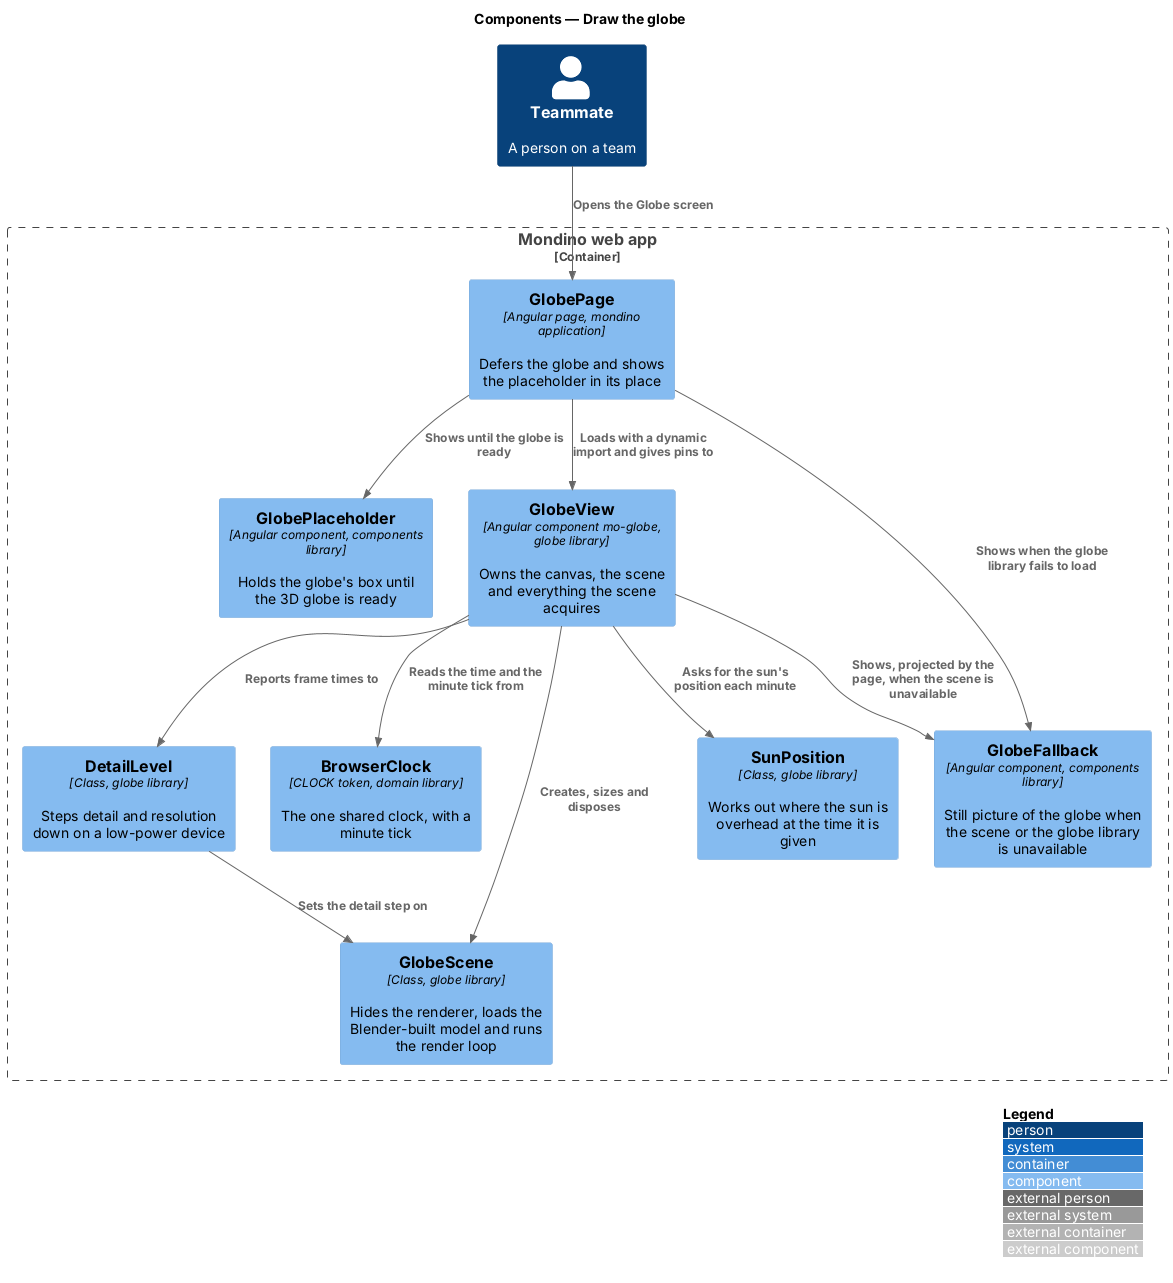 Components — Draw the globe
Teammate
A person on a team
Opens the Globe screen
Mondino web app
[Container]
GlobePage
[Angular page, mondino
application]
Defers the globe and shows
the placeholder in its place
Shows until the globe is
ready
Loads with a dynamic
import and gives pins to
Shows when the globe
library fails to load
GlobePlaceholder
[Angular component, components
library]
Holds the globe's box until
the 3D globe is ready
GlobeView
[Angular component mo-globe,
globe library]
Owns the canvas, the scene
and everything the scene
acquires
Reports frame times to
Reads the time and the
minute tick from
Creates, sizes and
disposes
Asks for the sun's
position each minute
Shows, projected by the
page, when the scene is
unavailable
DetailLevel
[Class, globe library]
Steps detail and resolution
down on a low-power device
BrowserClock
[CLOCK token, domain library]
The one shared clock, with a
minute tick
SunPosition
[Class, globe library]
Works out where the sun is
overhead at the time it is
given
GlobeFallback
[Angular component, components
library]
Still picture of the globe when
the scene or the globe library
is unavailable
Sets the detail step on
GlobeScene
[Class, globe library]
Hides the renderer, loads the
Blender-built model and runs
the render loop
Legend
person
system
container
component
external person
external system
external container
external component